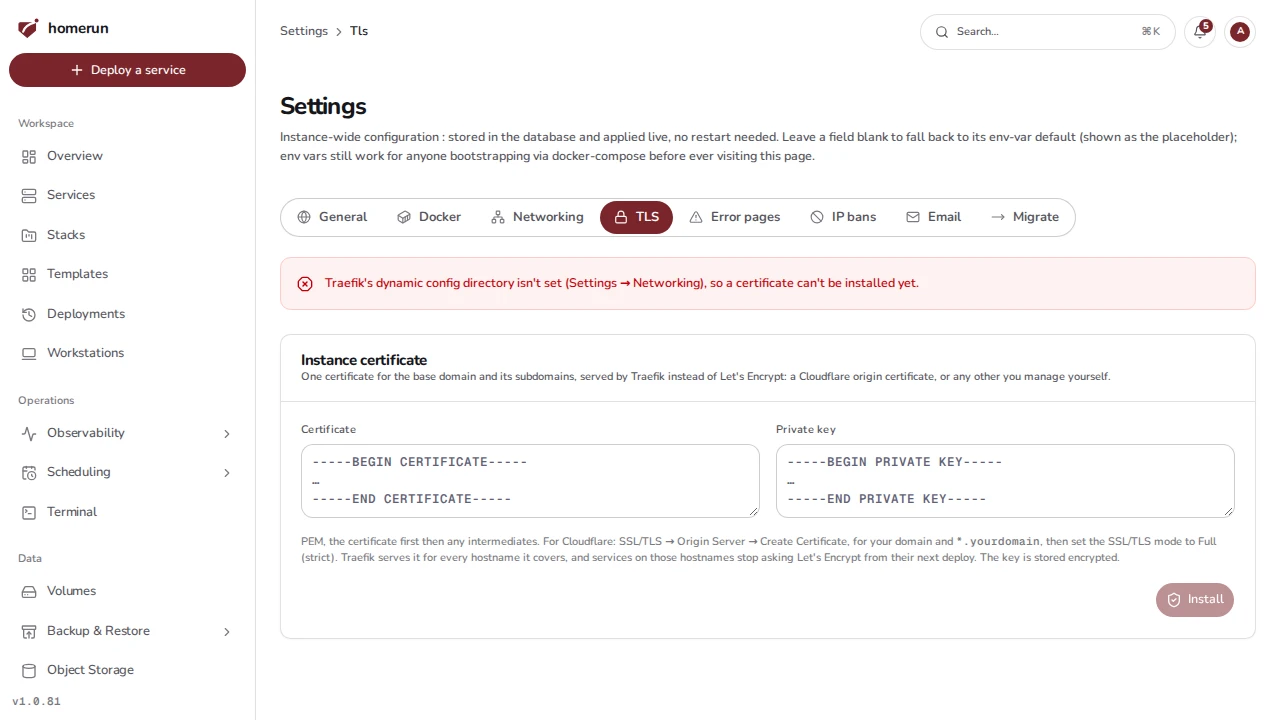 homerun
Deploy a service
Workspace
Overview
Services
Stacks
Templates
Deployments
Workstations
Operations
Observability
Scheduling
Terminal
Data
Volumes
Backup & Restore
Object Storage
v1.0.81
Settings > Tls
Search...
⌘K
5
A
Settings
Instance-wide configuration : stored in the database and applied live, no restart needed. Leave a field blank to fall back to its env-var default (shown as the placeholder);
env vars still work for anyone bootstrapping via docker-compose before ever visiting this page.
General
Docker
Networking
TLS
Error pages
IP bans
Email
Migrate
Traefik's dynamic config directory isn't set (Settings → Networking), so a certificate can't be installed yet.
Instance certificate
One certificate for the base domain and its subdomains, served by Traefik instead of Let's Encrypt: a Cloudflare origin certificate, or any other you manage yourself.
Certificate
-----BEGIN CERTIFICATE-----
…
-----END CERTIFICATE-----
Private key
-----BEGIN PRIVATE KEY-----
…
-----END PRIVATE KEY-----
PEM, the certificate first then any intermediates. For Cloudflare: SSL/TLS → Origin Server → Create Certificate, for your domain and *.yourdomain, then set the SSL/TLS mode to Full
(strict). Traefik serves it for every hostname it covers, and services on those hostnames stop asking Let's Encrypt from their next deploy. The key is stored encrypted.
Install